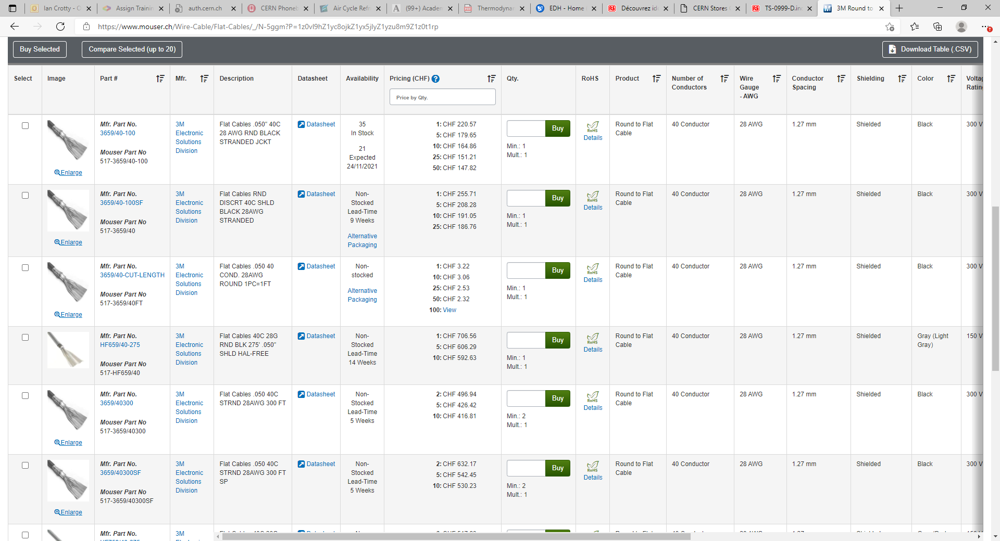 Ian Crotty - O
Assign Trainin
auth.cern.ch
CERN Phoneb
Air Cycle Refr
(99+) Academ
Thermodynar
EDH - Home
Découvrez id
CERN Stores
TS-0999-D.in
3M Round to
https://www.mouser.ch/Wire-Cable/Flat-Cables/_/N-5ggm?P=1z0vl9hZ1yc8ojkZ1yx5jlyZ1yzu8m9Z1z0t1rp
Buy Selected
Compare Selected (up to 20)
Download Table (.CSV)
Select
Image
Part #
Mfr.
Description
Datasheet
Availability
Pricing (CHF)
Price by Qty.
Qty.
RoHS
Product
Number of
Conductors
Wire
Gauge
- AWG
Conductor
Spacing
Shielding
Color
Voltag
Rating
Enlarge
Mfr. Part No.
3659/40-100
Mouser Part No
517-3659/40-100
3M
Electronic
Solutions
Division
Flat Cables .050" 40C
28 AWG RND BLACK
STRANDED JCKT
Datasheet
35
In Stock
21
Expected
24/11/2021
1: CHF 220.57
5: CHF 179.65
10: CHF 164.86
25: CHF 151.21
50: CHF 147.82
Buy
Min.: 1
Mult.: 1
RoHS
Details
Round to Flat
Cable
40 Conductor
28 AWG
1.27 mm
Shielded
Black
300 V
Enlarge
Mfr. Part No.
3659/40-100SF
Mouser Part No
517-3659/40
3M
Electronic
Solutions
Division
Flat Cables RND
DISCRT 40C SHLD
BLACK 28AWG
STRANDED
Datasheet
Non-
Stocked
Lead-Time
9 Weeks
Alternative
Packaging
1: CHF 255.71
5: CHF 208.28
10: CHF 191.05
25: CHF 186.76
Buy
Min.: 1
Mult.: 1
RoHS
Details
Round to Flat
Cable
40 Conductor
28 AWG
1.27 mm
Shielded
Black
300 V
Enlarge
Mfr. Part No.
3659/40-CUT-LENGTH
Mouser Part No
517-3659/40FT
3M
Electronic
Solutions
Division
Flat Cables .050 40
COND. 28AWG
ROUND 1PC=1FT
Datasheet
Non-
stocked
Alternative
Packaging
1: CHF 3.22
10: CHF 3.06
25: CHF 2.53
50: CHF 2.32
100: View
Buy
Min.: 1
Mult.: 1
RoHS
Details
Round to Flat
Cable
40 Conductor
28 AWG
1.27 mm
Shielded
Black
300 V
Mfr. Part No.
HF659/40-275
Mouser Part No
517-HF659/40
3M
Electronic
Solutions
Division
Flat Cables 40C 28G
RND BLK 275' .050"
SHLD HAL-FREE
Datasheet
Non-
Stocked
Lead-Time
14 Weeks
1: CHF 706.56
5: CHF 606.29
10: CHF 592.63
Buy
Min.: 1
Mult.: 1
RoHS
Details
Round to Flat
Cable
40 Conductor
28 AWG
1.27 mm
Shielded
Gray (Light
Gray)
150 V
Enlarge
Mfr. Part No.
3659/40300
Mouser Part No
517-3659/40300
3M
Electronic
Solutions
Division
Flat Cables .050 40C
STRND 28AWG 300 FT
Datasheet
Non-
Stocked
Lead-Time
5 Weeks
2: CHF 496.94
5: CHF 426.42
10: CHF 416.81
Buy
Min.: 2
Mult.: 1
RoHS
Details
Round to Flat
Cable
40 Conductor
28 AWG
1.27 mm
Shielded
Black
300 V
Enlarge
Mfr. Part No.
3659/40300SF
Mouser Part No
517-3659/40300SF
3M
Electronic
Solutions
Division
Flat Cables .050 40C
STRND 28AWG 300 FT
SP
Datasheet
Non-
Stocked
Lead-Time
5 Weeks
2: CHF 632.17
5: CHF 542.45
10: CHF 530.23
Buy
Min.: 2
Mult.: 1
RoHS
Details
Round to Flat
Cable
40 Conductor
28 AWG
1.27 mm
Shielded
Black
300 V
Mfr. Part No.
3M